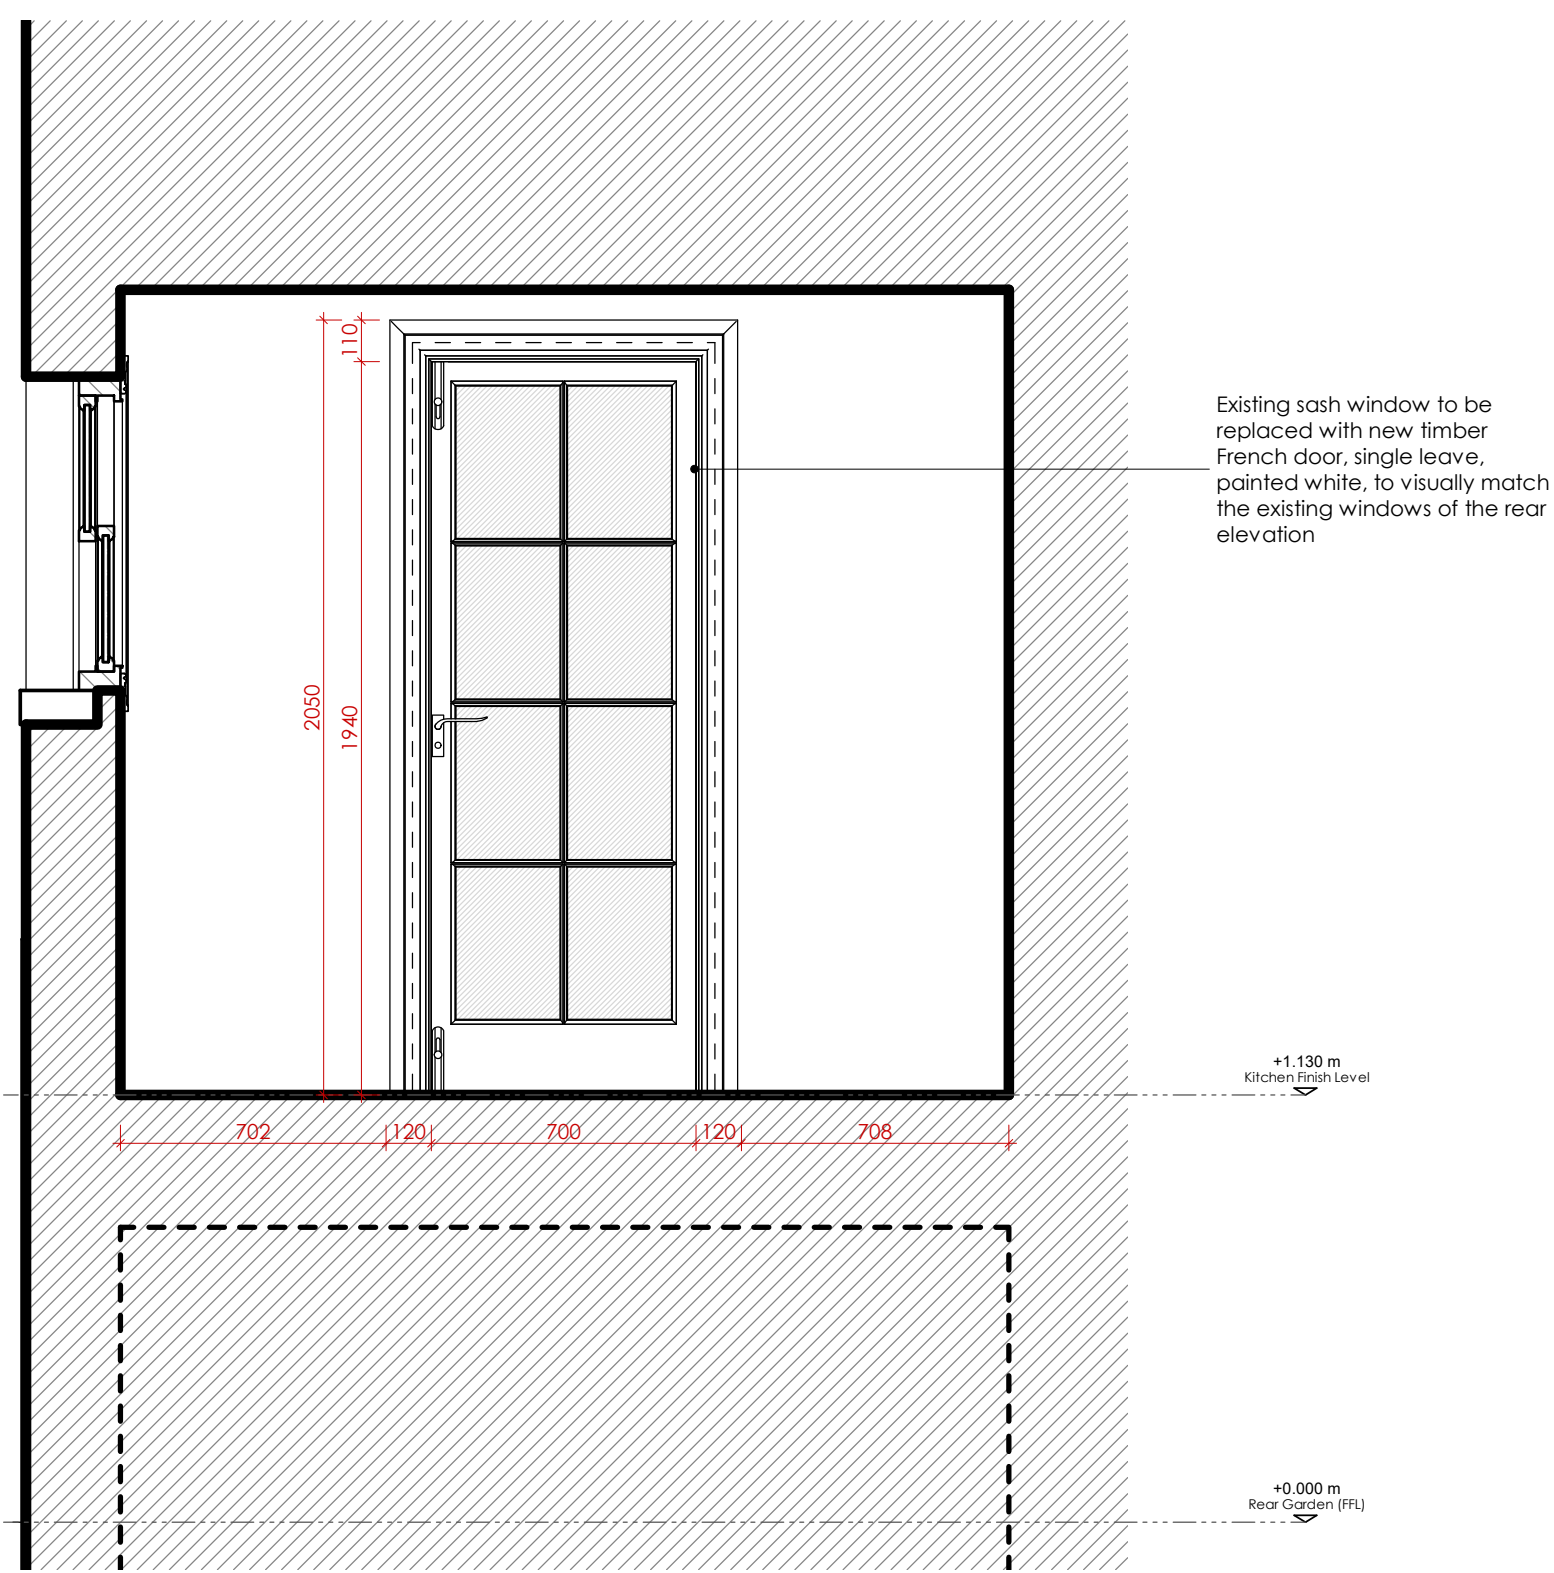 110
Existing sash window to be
replaced with new timber
French door, single leave,
painted white, to visually match
the existing windows of the rear
elevation
2050
1940
+1.130 m
Kitchen Finish Level
702
120
700
120
708
+0.000 m
Rear Garden (FFL)